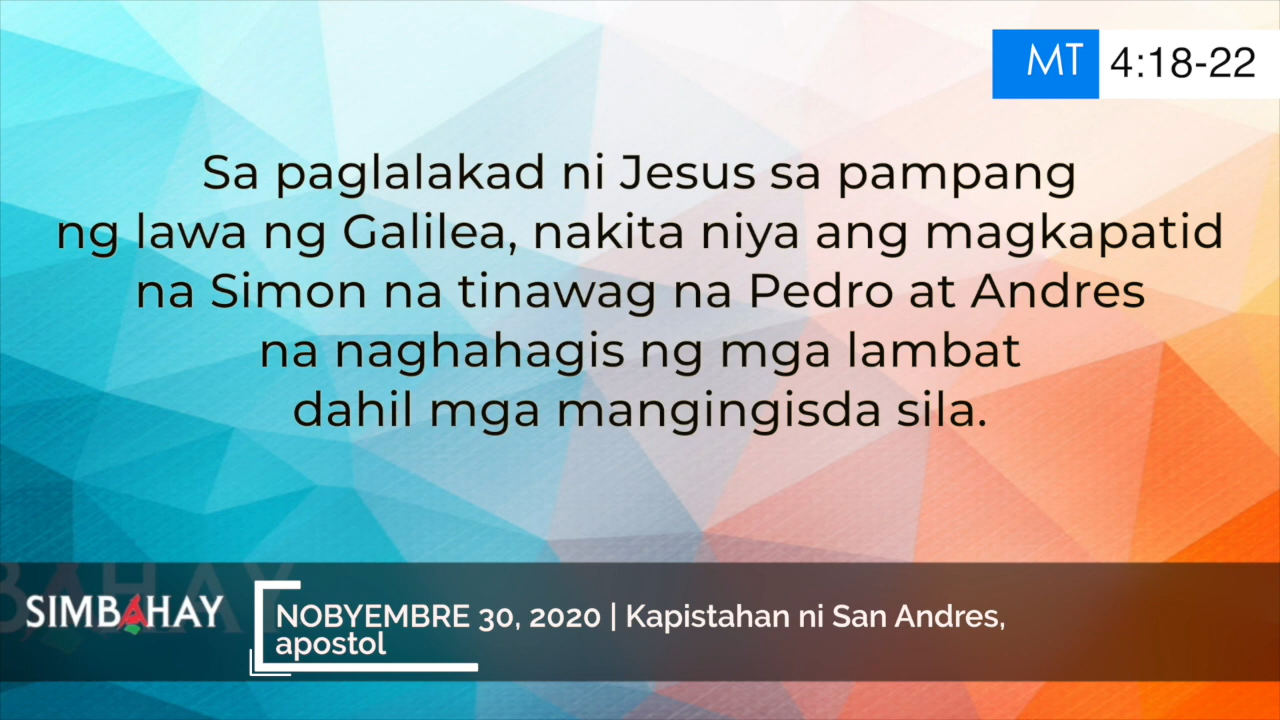 MT 4:18-22
Sa paglalakad ni Jesus sa pampang
ng lawa ng Galilea, nakita niya ang magkapatid
na Simon na tinawag na Pedro at Andres
na naghahagis ng mga lambat
dahil mga mangingisda sila.
SIMBAHAY
NOBYEMBRE 30, 2020 | Kapistahan ni San Andres,
apostol